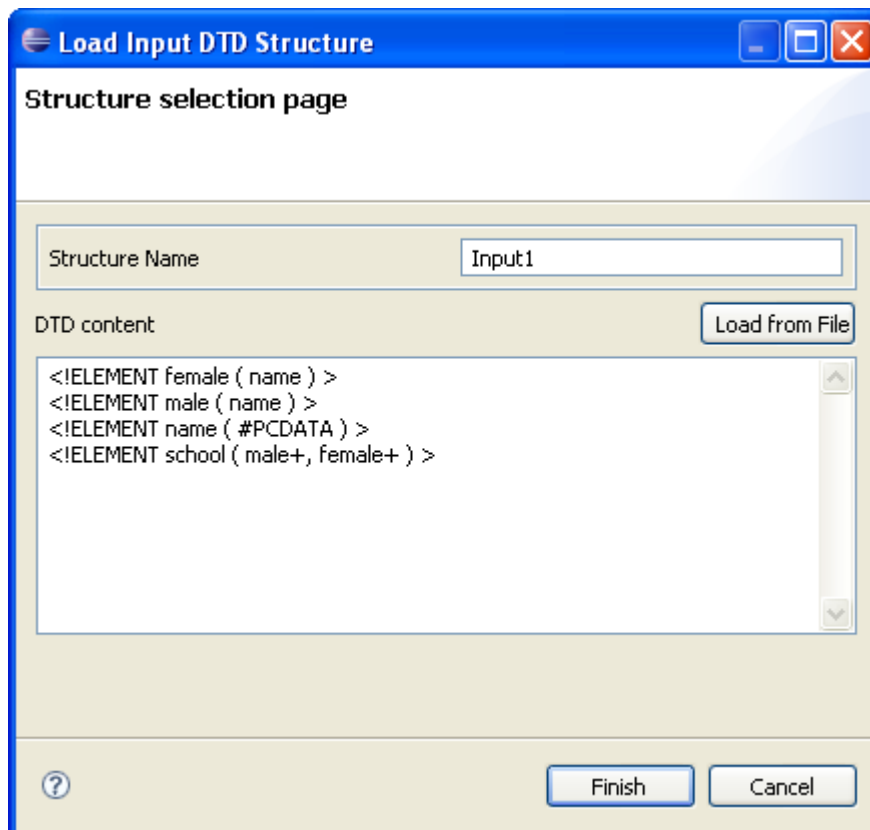 Load Input DTD Structure
Structure selection page
Structure Name Input1
DTD content Load from File
<!ELEMENT female ( name ) >
<!ELEMENT male ( name ) >
<!ELEMENT name ( #PCDATA ) >
<!ELEMENT school ( male+, female+ ) >
? Finish Cancel